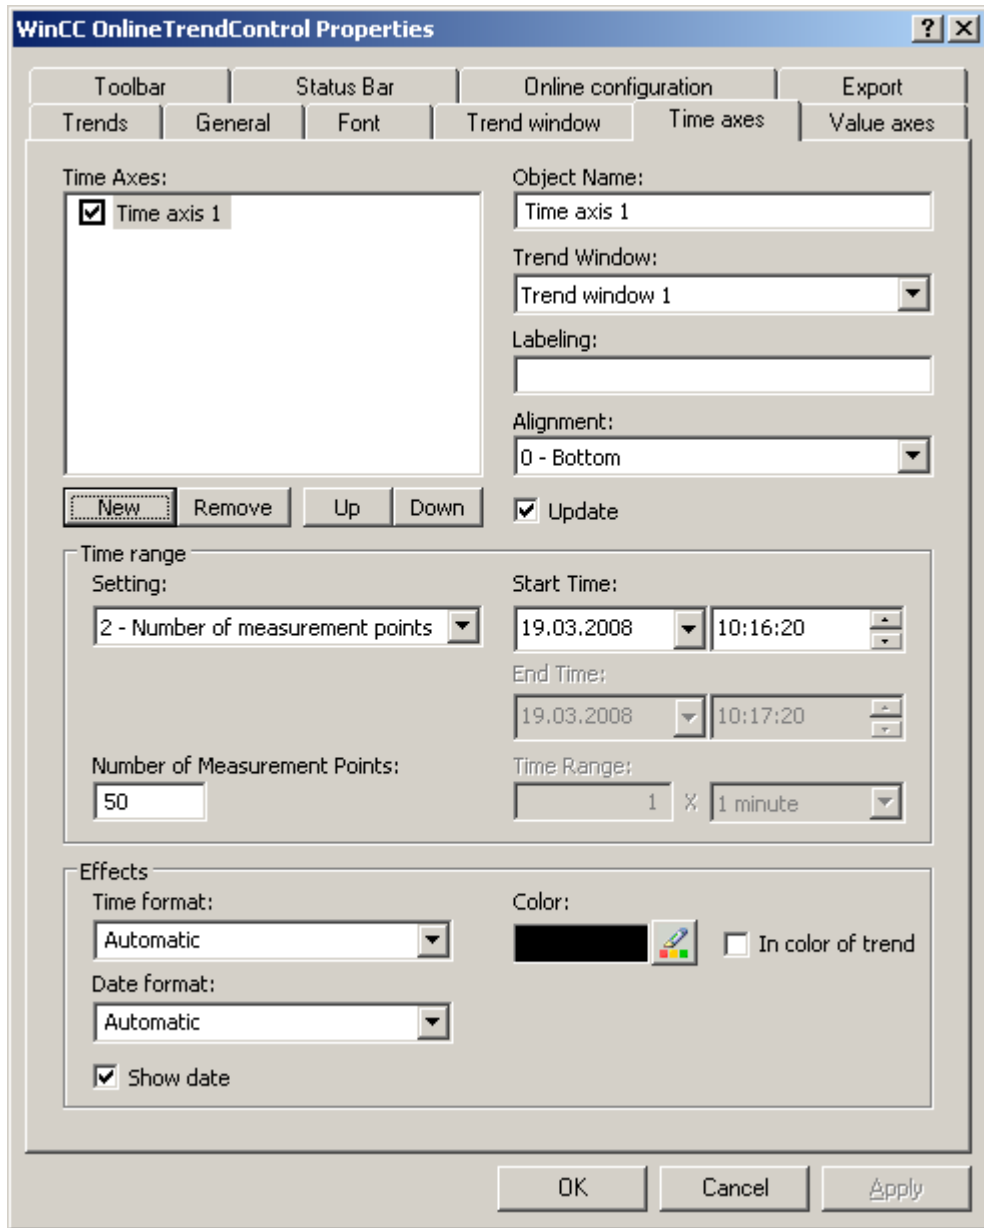 WinCC OnlineTrendControl Properties
Toolbar Status Bar Online configuration Export
Trends General Font Trend window Time axes Value axes
Time Axes:
Time axis 1
New Remove Up Down
Object Name:
Time axis 1
Trend Window:
Trend window 1
Labeling:
Alignment:
0 - Bottom
Update
Time range
Setting:
2 - Number of measurement points
Number of Measurement Points:
50
Start Time:
19.03.2008 10:16:20
End Time:
19.03.2008 10:17:20
Time Range:
1 X 1 minute
Effects
Time format:
Automatic
Date format:
Automatic
Show date
Color:
In color of trend
OK Cancel Apply